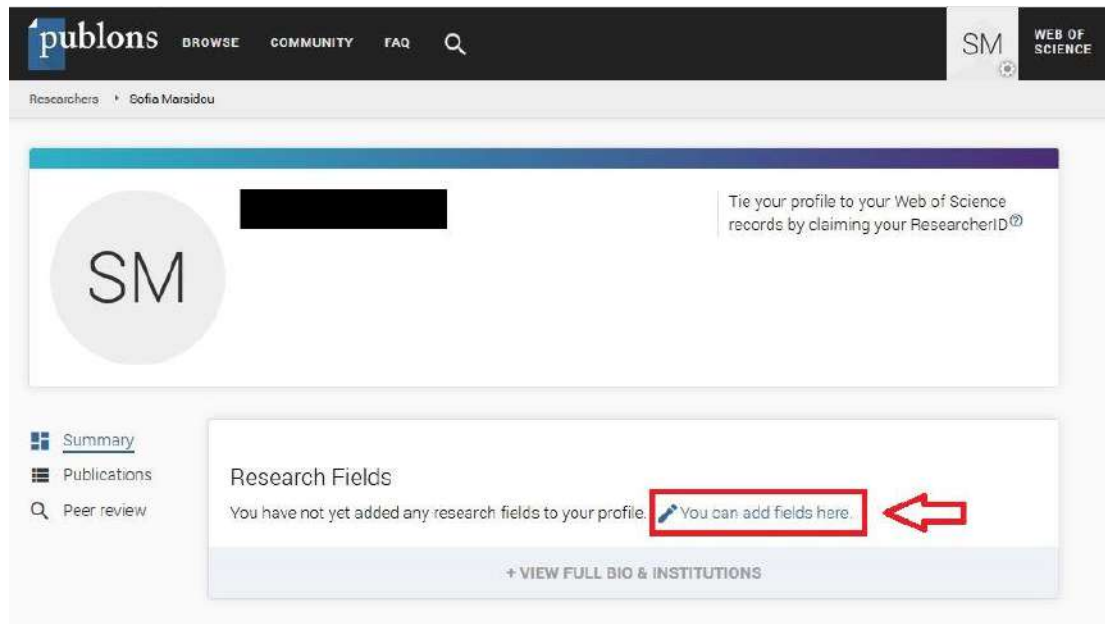 publons BROWSE COMMUNITY FAQ SM WEB OF SCIENCE
Researchers Sofia Marsidou
SM
Tie your profile to your Web of Science
records by claiming your ResearcherID
Summary
Publications
Peer review
Research Fields
You have not yet added any research fields to your profile. You can add fields here.
+ VIEW FULL BIO & INSTITUTIONS